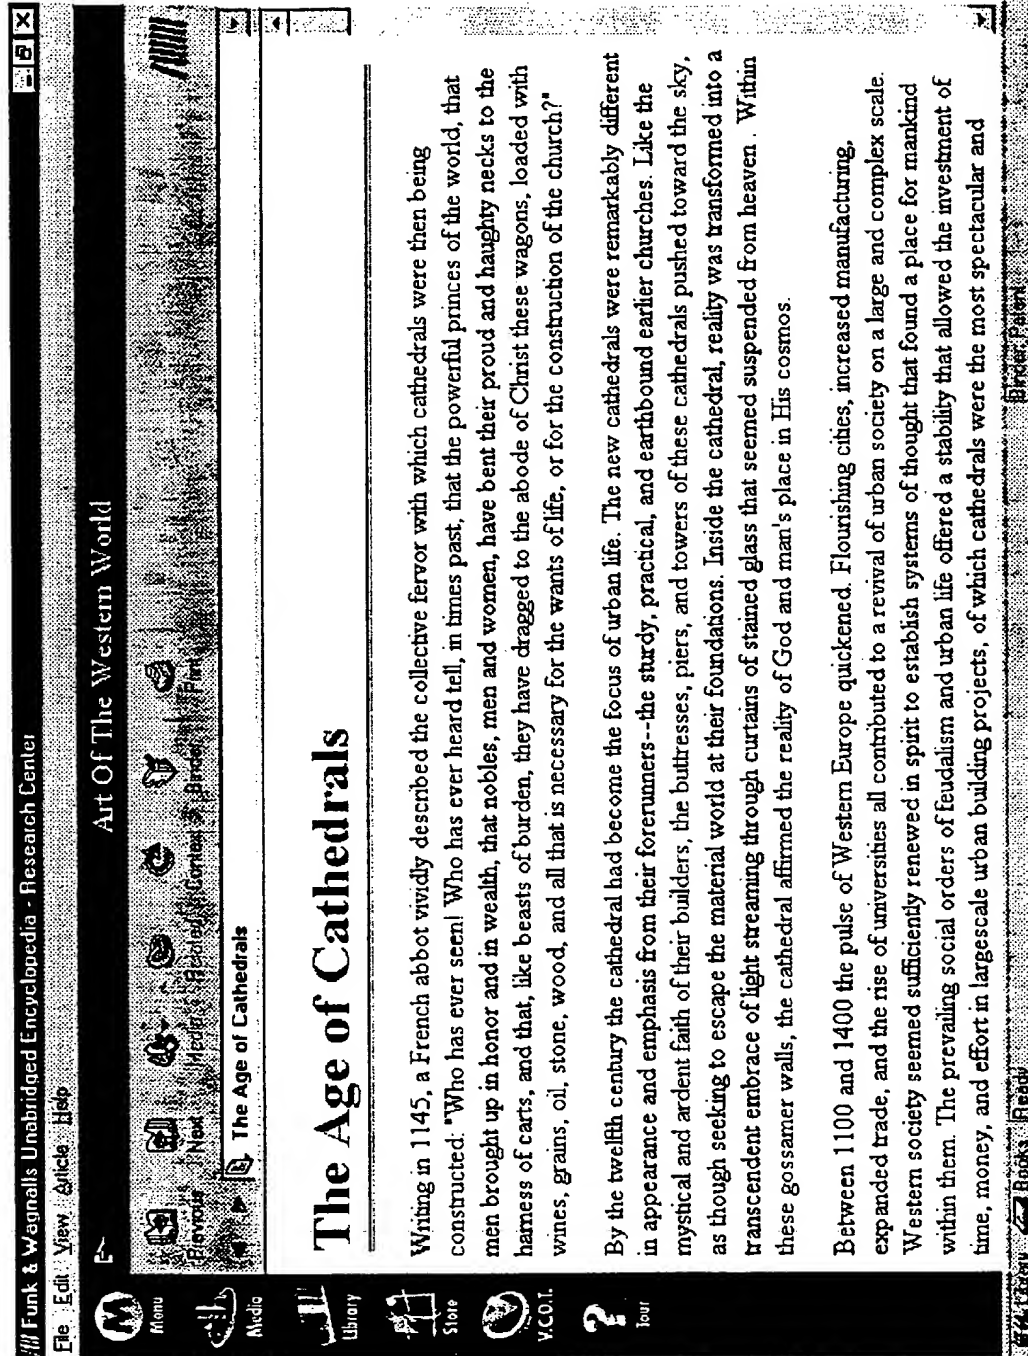 Funk & Wagnalls Unabridged Encyclopedia - Research Center
File Edit View Article Help
Art Of The Western World
Previous Next Media Related Context St. Binder Print
The Age of Cathedrals
Menu
Media
Library
Store
V.C.O.T.
Tour
The Age of Cathedrals
Writing in 1145, a French abbot vividly described the collective fervor with which cathedrals were then being
constructed: "Who has ever seen! Who has ever heard tell, in times past, that the powerful princes of the world, that
men brought up in honor and in wealth, that nobles, men and women, have bent their proud and haughty necks to the
harness of carts, and that, like beasts of burden, they have dragged to the abode of Christ these wagons, loaded with
wines, grains, oil, stone, wood, and all that is necessary for the wants of life, or for the construction of the church?"
By the twelfth century the cathedral had become the focus of urban life. The new cathedrals were remarkably different
in appearance and emphasis from their forerunners--the sturdy, practical, and earthbound earlier churches. Like the
mystical and ardent faith of their builders, the buttresses, piers, and towers of these cathedrals pushed toward the sky,
as though seeking to escape the material world at their foundations. Inside the cathedral, reality was transformed into a
transcendent embrace of light streaming through curtains of stained glass that seemed suspended from heaven . Within
these gossamer walls, the cathedral affirmed the reality of God and man's place in His cosmos.
Between 1100 and 1400 the pulse of Western Europe quickened. Flourishing cities, increased manufacturing,
expanded trade, and the rise of universities all contributed to a revival of urban society on a large and complex scale.
Western society seemed sufficiently renewed in spirit to establish systems of thought that found a place for mankind
within them. The prevailing social orders of feudalism and urban life offered a stability that allowed the investment of
time, money, and effort in largescale urban building projects, of which cathedrals were the most spectacular and
Books Ready Binder: Patent